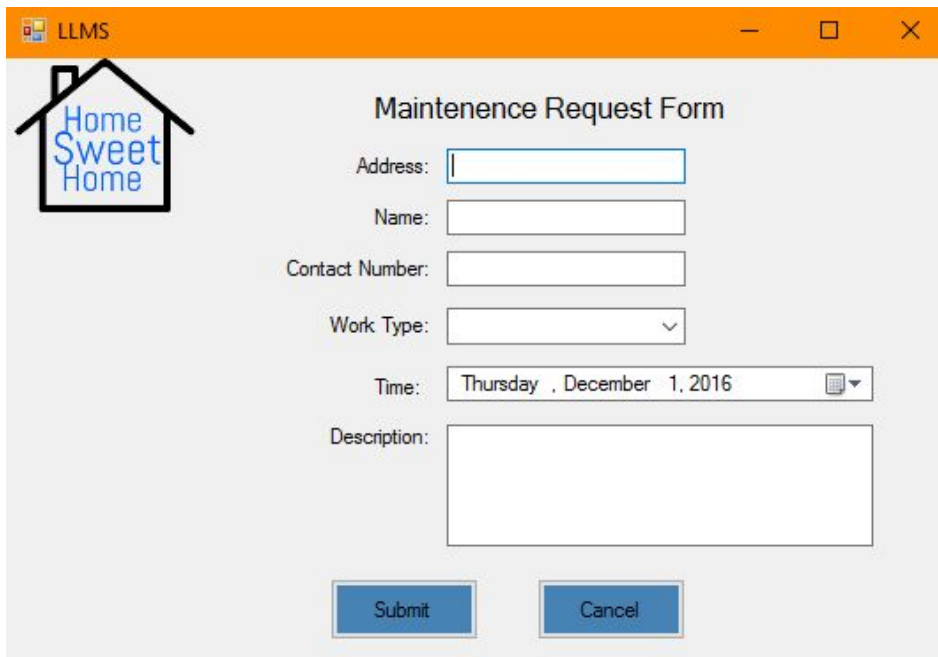 LLMS
Home
Sweet
Home
Maintenence Request Form
Address:
Name:
Contact Number:
Work Type:
Time: Thursday , December 1, 2016
Description:
Submit Cancel